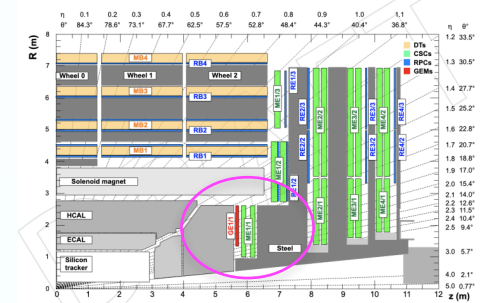 η 0.1 0.2 0.3 0.4 0.5 0.6 0.7 0.8 0.9 1.0 1.1 η θ°
θ° 84.3° 78.6° 73.1° 67.7° 62.5° 57.5° 52.8° 48.4° 44.3° 40.4° 36.8° 1.2 33.5°
R (m)
8
7
6
5
4
3
2
1
0
MB4
RB4
Wheel 0
Wheel 1
Wheel 2
MB3
RB3
MB2
RB2
MB1
RB1
Solenoid magnet
HCAL
ECAL
Silicon
tracker
Steel
GE1/1
ME1/1
ME1/2
ME1/3
RE1/2
RE1/3
ME2/1
ME2/2
RE2/2
RE2/3
ME3/1
ME3/2
RE3/2
RE3/3
ME4/1
ME4/2
RE4/2
RE4/3
DTs
CSCs
RPCs
GEMs
1.3 30.5°
1.4 27.7°
1.5 25.2°
1.6 22.8°
1.7 20.7°
1.8 18.8°
1.9 17.0°
2.0 15.4°
2.1 14.0°
2.2 12.6°
2.3 11.5°
2.4 10.4°
2.5 9.4°
3.0 5.7°
4.0 2.1°
5.0 0.77°
0 1 2 3 4 5 6 7 8 9 10 11 12 z (m)